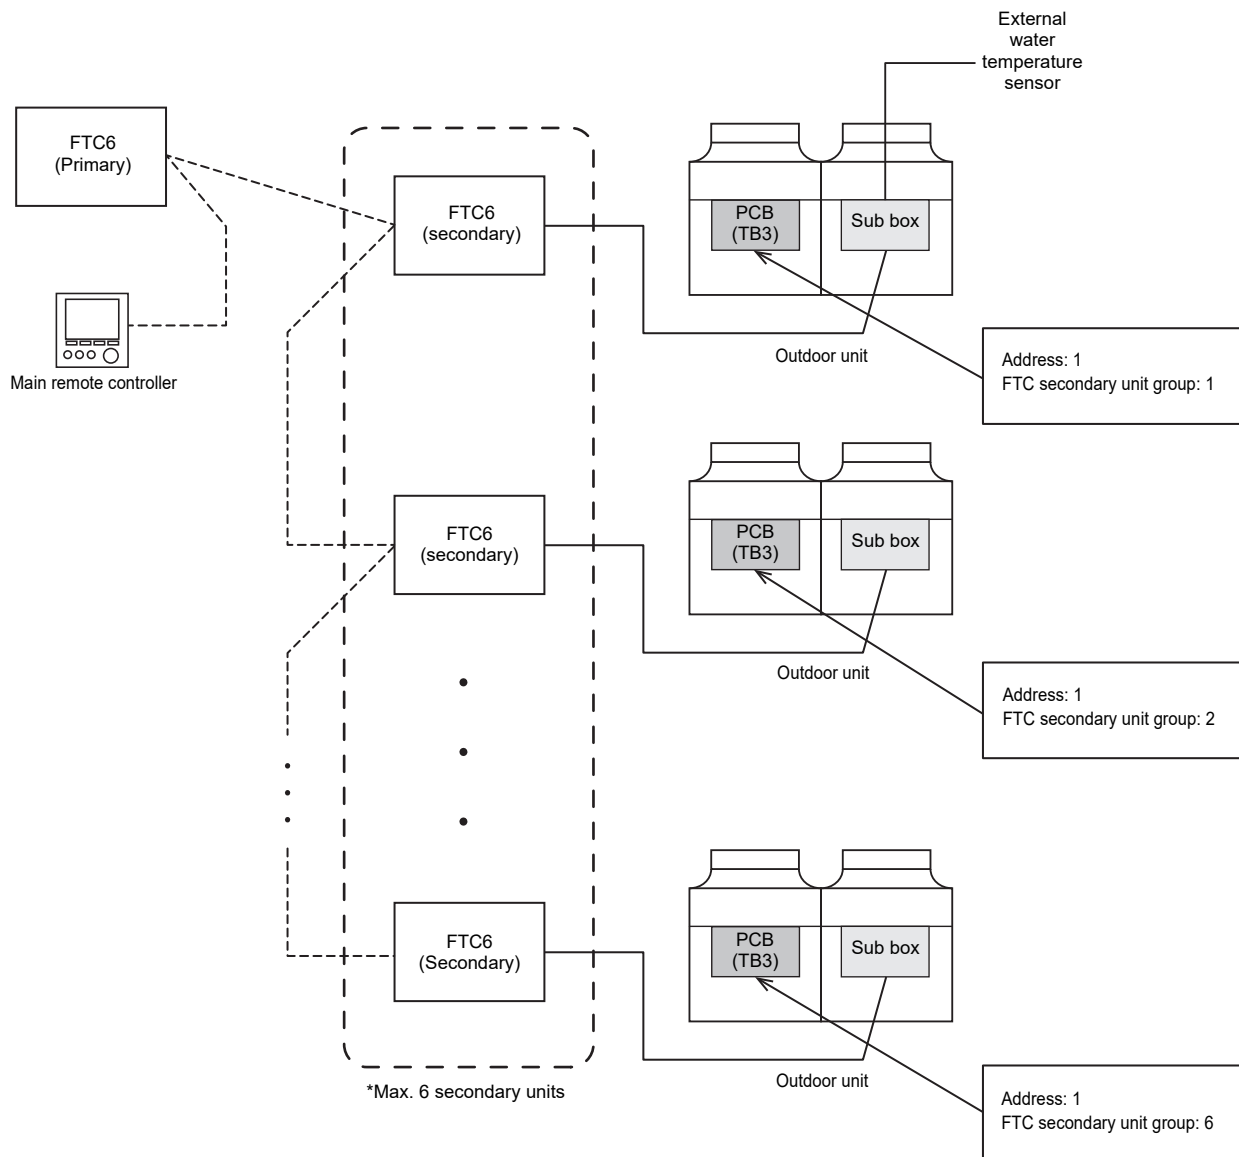 External
water
temperature
sensor
FTC6
(Primary)
FTC6
(secondary)
PCB
(TB3)
Sub box
Main remote controller
Outdoor unit
Address: 1
FTC secondary unit group: 1
FTC6
(secondary)
PCB
(TB3)
Sub box
Outdoor unit
Address: 1
FTC secondary unit group: 2
FTC6
(Secondary)
PCB
(TB3)
Sub box
Outdoor unit
*Max. 6 secondary units
Address: 1
FTC secondary unit group: 6